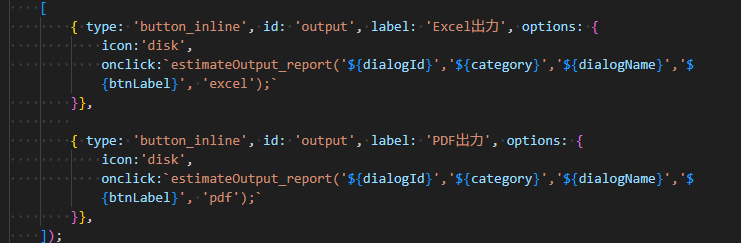 [
{ type: 'button_inline', id: 'output', label: 'Excel出力', options: {
icon:'disk',
onclick:`estimateOutput_report('${dialogId}','${category}','${dialogName}','$
{btnLabel}', 'excel');`
}},
{ type: 'button_inline', id: 'output', label: 'PDF出力', options: {
icon:'disk',
onclick:`estimateOutput_report('${dialogId}','${category}','${dialogName}','$
{btnLabel}', 'pdf');`
}},
]);